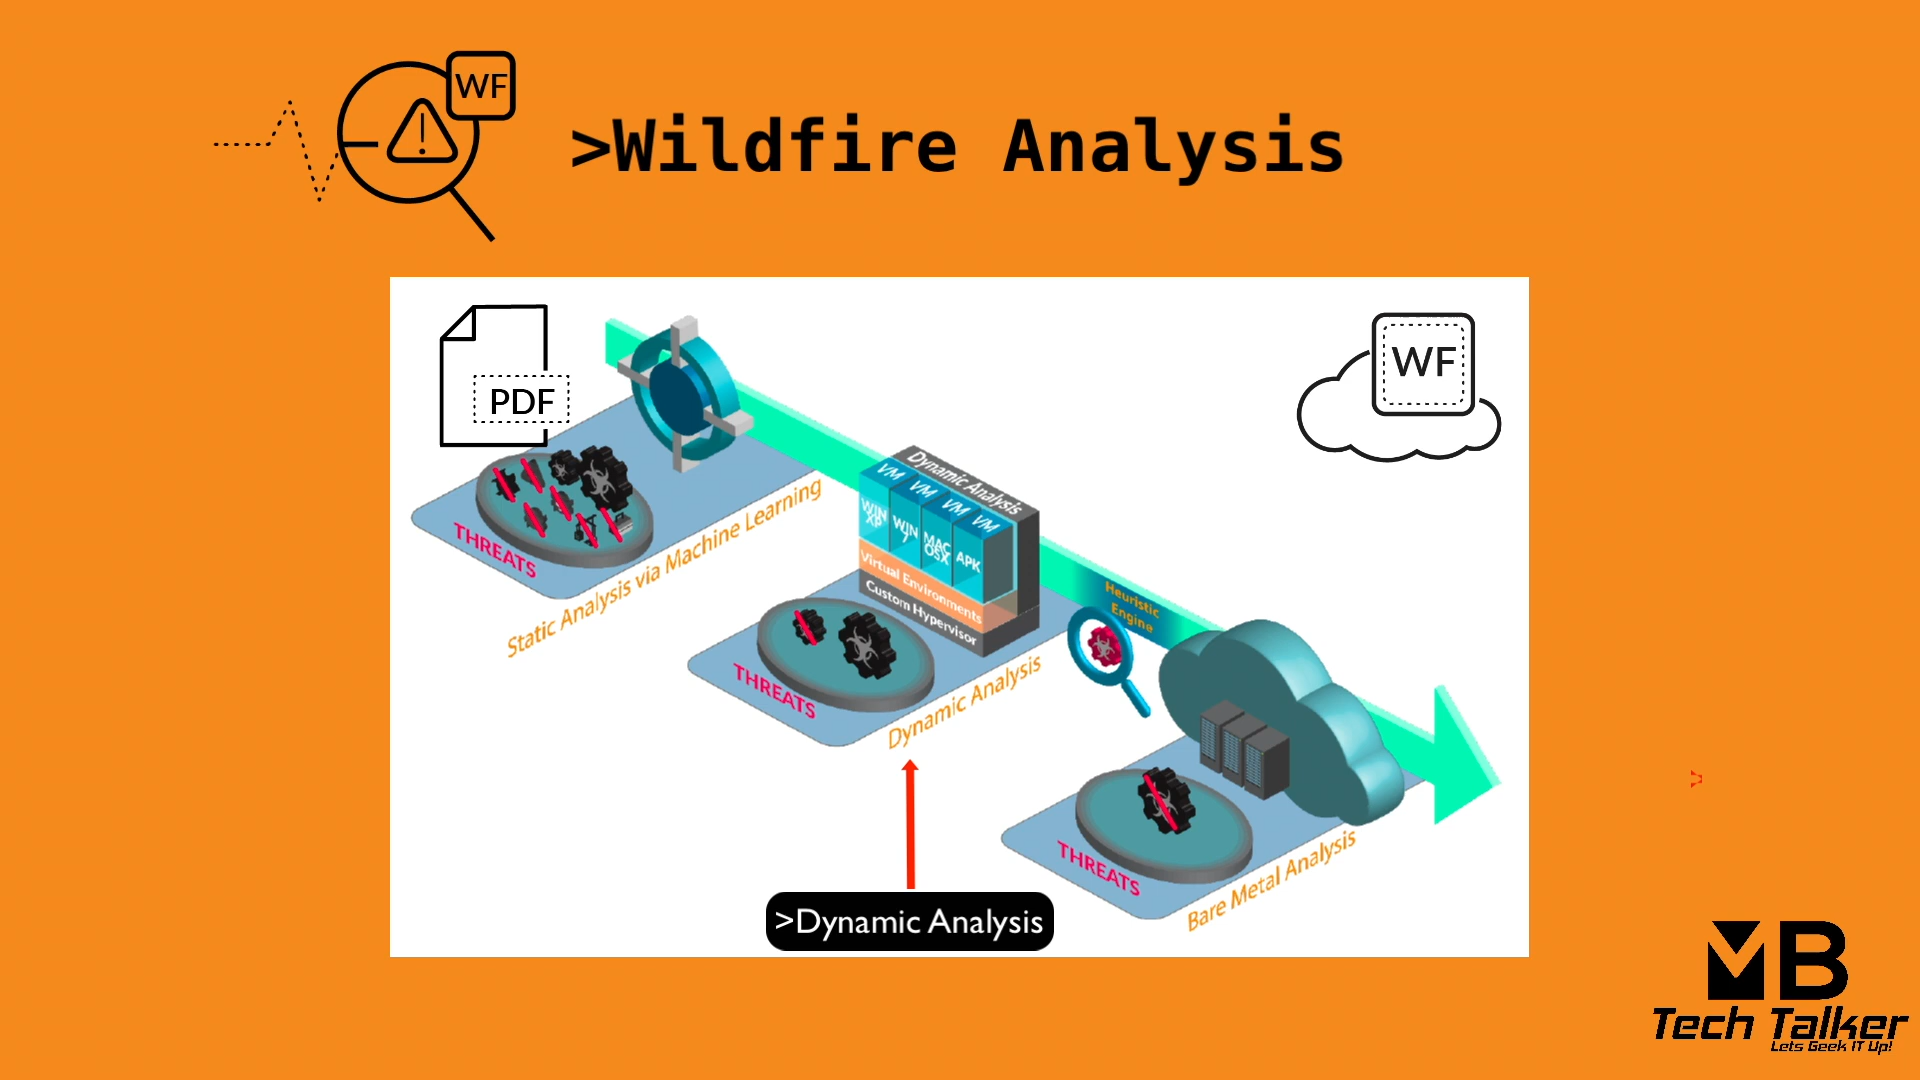 WF
>Wildfire Analysis
PDF
WF
THREATS
Static Analysis via Machine Learning
Dynamic Analysis
VM
VM
VM
VM
WIN
XP
WIN
7
MAC
OSX
APK
Virtual Environments
Custom Hypervisor
THREATS
Dynamic Analysis
Heuristic
Engine
THREATS
Bare Metal Analysis
>Dynamic Analysis
>
MB
Tech Talker
Lets Geek IT Up!